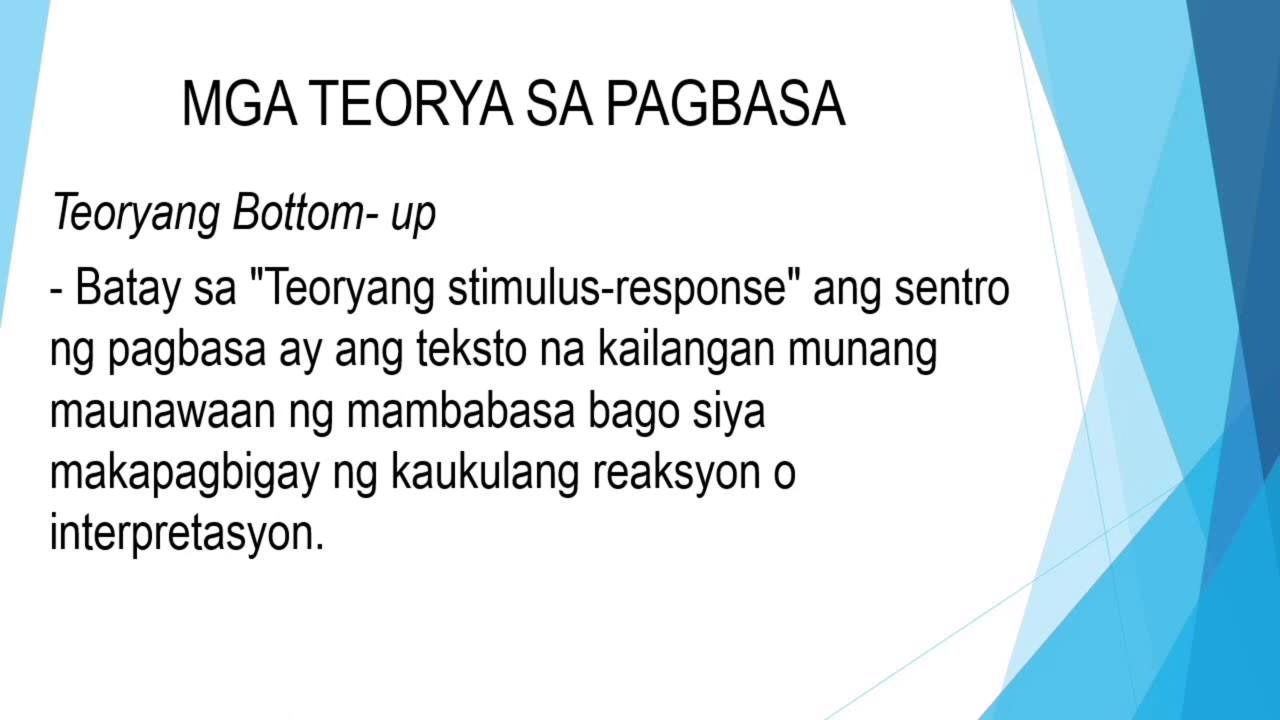 MGA TEORYA SA PAGBASA
Teoryang Bottom- up
- Batay sa "Teoryang stimulus-response" ang sentro
ng pagbasa ay ang teksto na kailangan munang
maunawaan ng mambabasa bago siya
makapagbigay ng kaukulang reaksyon o
interpretasyon.